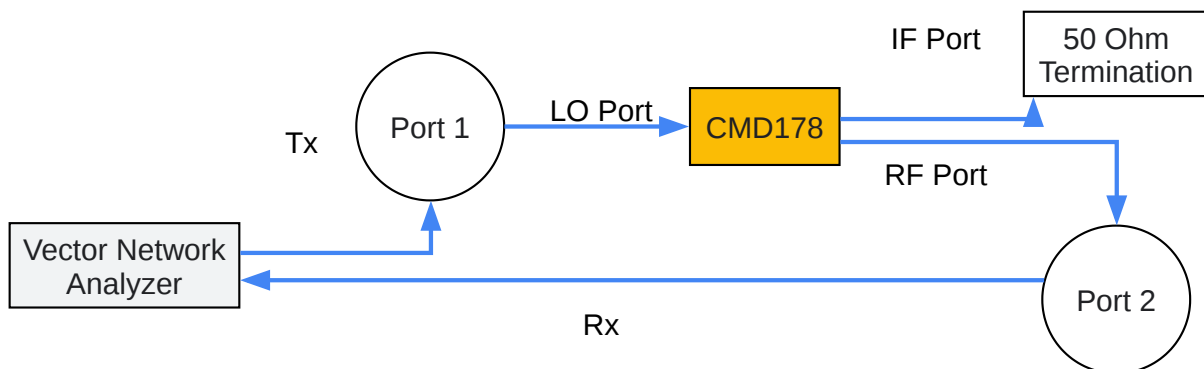 IF Port
50 Ohm
Termination
Tx
Port 1
LO Port
CMD178
RF Port
Vector Network
Analyzer
Port 2
Rx